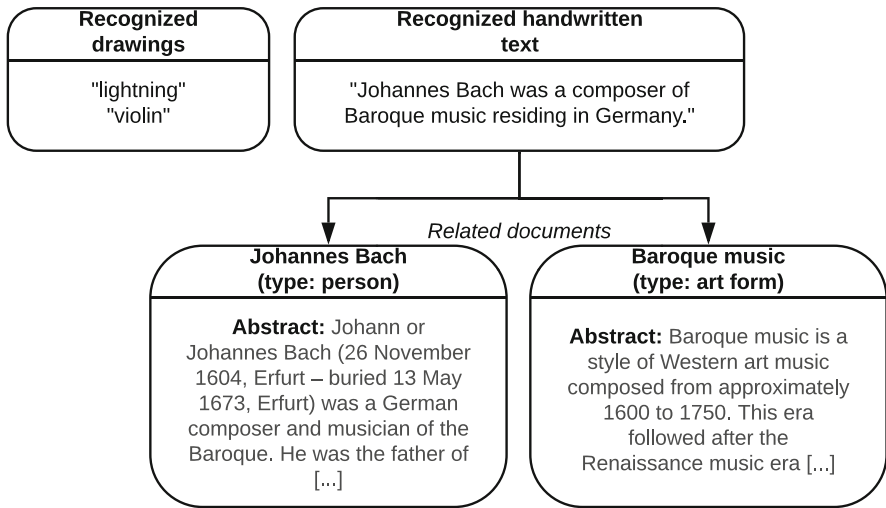 Recognized
drawings
"lightning"
"violin"
Recognized handwritten
text
"Johannes Bach was a composer of
Baroque music residing in Germany."
Related documents
Johannes Bach
(type: person)
Abstract: Johann or
Johannes Bach (26 November
1604, Erfurt – buried 13 May
1673, Erfurt) was a German
composer and musician of the
Baroque. He was the father of
[...]
Baroque music
(type: art form)
Abstract: Baroque music is a
style of Western art music
composed from approximately
1600 to 1750. This era
followed after the
Renaissance music era [...]